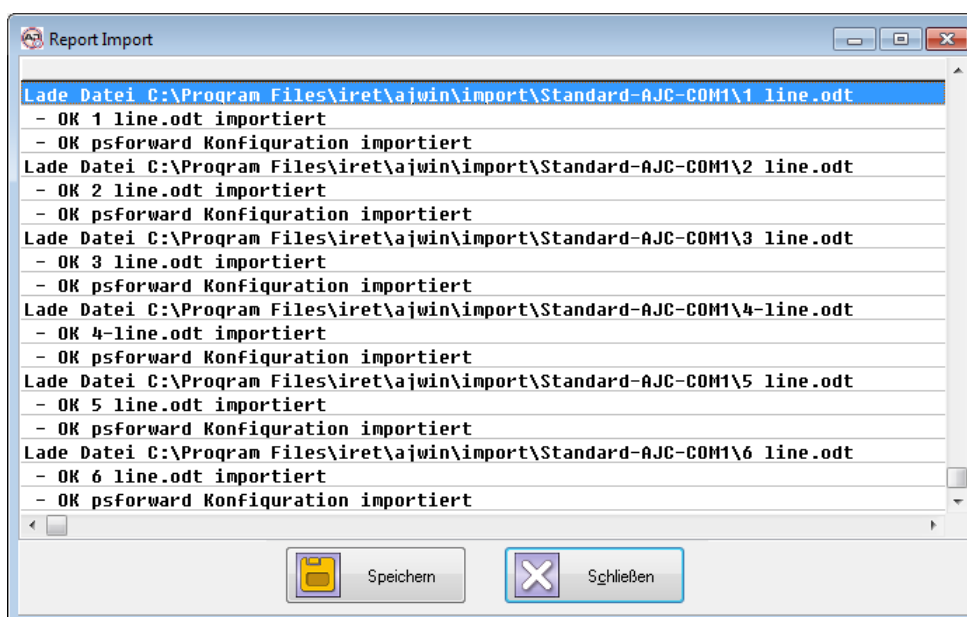 Report Import
Lade Datei C:\Program Files\iret\ajwin\import\Standard-AJC-COM1\1 line.odt
- OK 1 line.odt importiert
- OK psforward Konfiguration importiert
Lade Datei C:\Program Files\iret\ajwin\import\Standard-AJC-COM1\2 line.odt
- OK 2 line.odt importiert
- OK psforward Konfiguration importiert
Lade Datei C:\Program Files\iret\ajwin\import\Standard-AJC-COM1\3 line.odt
- OK 3 line.odt importiert
- OK psforward Konfiguration importiert
Lade Datei C:\Program Files\iret\ajwin\import\Standard-AJC-COM1\4-line.odt
- OK 4-line.odt importiert
- OK psforward Konfiguration importiert
Lade Datei C:\Program Files\iret\ajwin\import\Standard-AJC-COM1\5 line.odt
- OK 5 line.odt importiert
- OK psforward Konfiguration importiert
Lade Datei C:\Program Files\iret\ajwin\import\Standard-AJC-COM1\6 line.odt
- OK 6 line.odt importiert
- OK psforward Konfiguration importiert
Speichern
Schließen